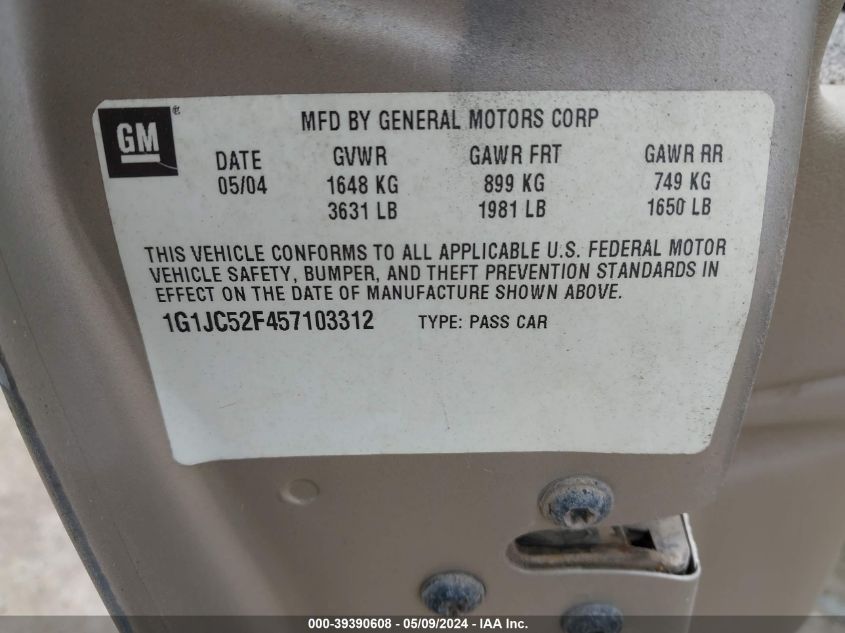 GM®
MFD BY GENERAL MOTORS CORP
DATE GVWR GAWR FRT GAWR RR
05/04 1648 KG 899 KG 749 KG
3631 LB 1981 LB 1650 LB
THIS VEHICLE CONFORMS TO ALL APPLICABLE U.S. FEDERAL MOTOR
VEHICLE SAFETY, BUMPER, AND THEFT PREVENTION STANDARDS IN
EFFECT ON THE DATE OF MANUFACTURE SHOWN ABOVE.
1G1JC52F457103312 TYPE: PASS CAR
000-39390608 - 05/09/2024 - IAA Inc.